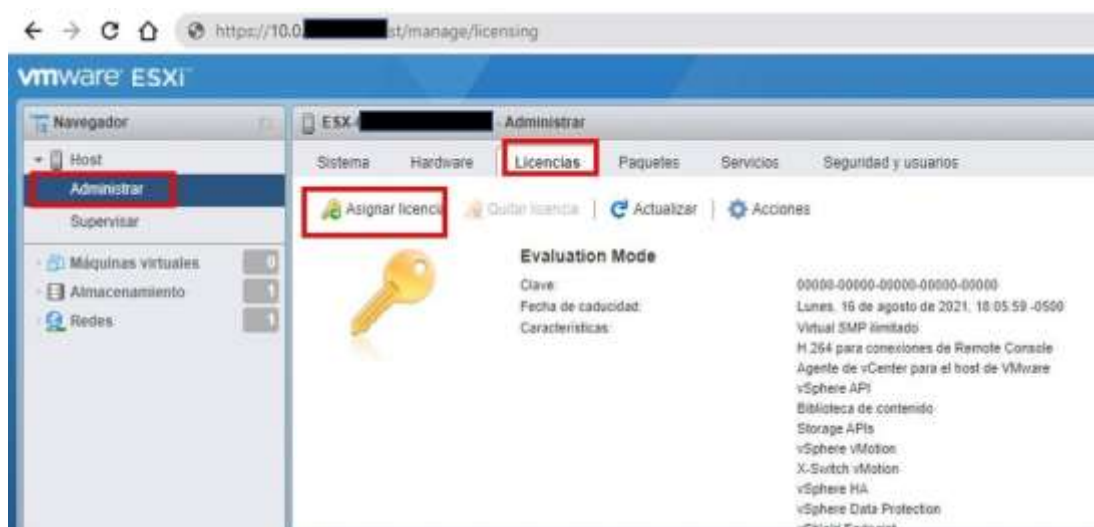 https://10.0. st/manage/licensing
vmware ESXi
Navegador
ESX- - Administrar
Host
Administrar
Supervisar
Máquinas virtuales 0
Almacenamiento 1
Redes 1
Sistema Hardware Licencias Paquetes Servicios Seguridad y usuarios
Asignar licencia Quitar licencia Actualizar Acciones
Evaluation Mode
Clave: 00000-00000-00000-00000-00000
Fecha de caducidad: Lunes, 16 de agosto de 2021, 18:05:59 -0500
Características: Virtual SMP ilimitado
H.264 para conexiones de Remote Console
Agente de vCenter para el host de VMware
vSphere API
Biblioteca de contenido
Storage APIs
vSphere vMotion
X-Switch vMotion
vSphere HA
vSphere Data Protection
vShield Endpoint